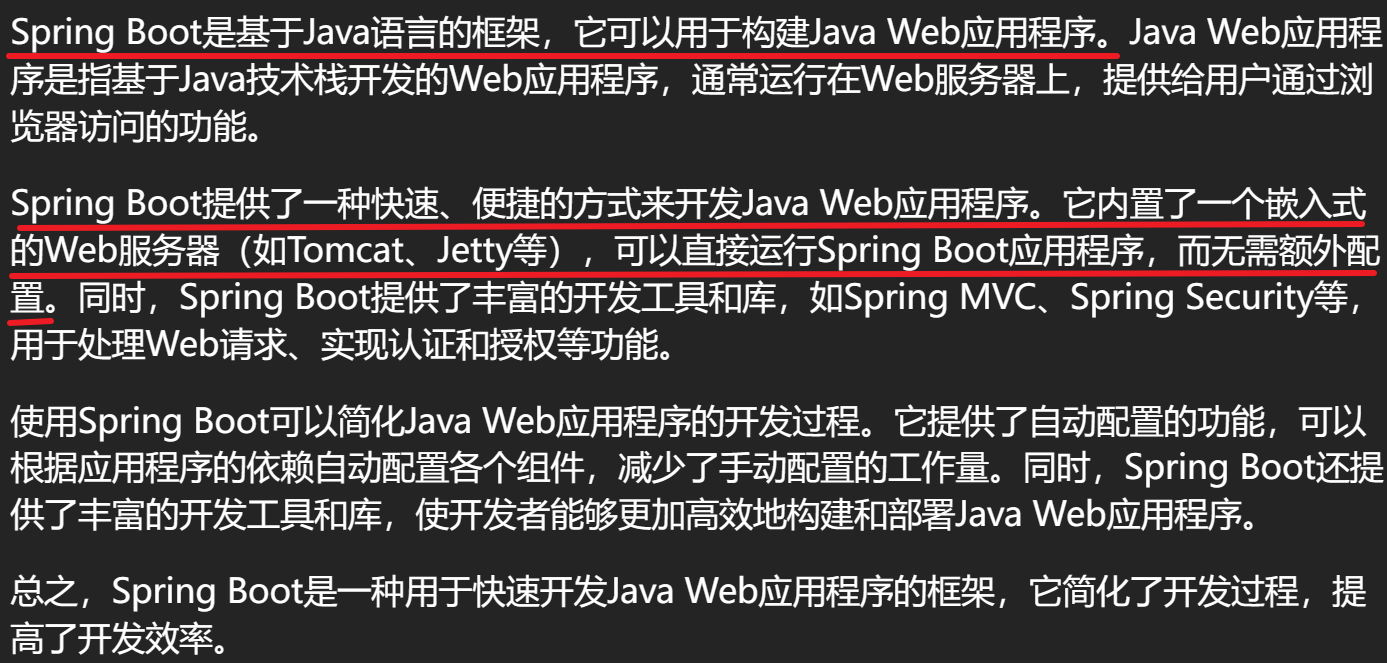 Spring Boot是基于Java语言的框架，它可以用于构建Java Web应用程序。Java Web应用程
序是指基于Java技术栈开发的Web应用程序，通常运行在Web服务器上，提供给用户通过浏
览器访问的功能。
Spring Boot提供了一种快速、便捷的方式来开发Java Web应用程序。它内置了一个嵌入式
的Web服务器（如Tomcat、Jetty等），可以直接运行Spring Boot应用程序，而无需额外配
置。同时，Spring Boot提供了丰富的开发工具和库，如Spring MVC、Spring Security等，
用于处理Web请求、实现认证和授权等功能。
使用Spring Boot可以简化Java Web应用程序的开发过程。它提供了自动配置的功能，可以
根据应用程序的依赖自动配置各个组件，减少了手动配置的工作量。同时，Spring Boot还提
供了丰富的开发工具和库，使开发者能够更加高效地构建和部署Java Web应用程序。
总之，Spring Boot是一种用于快速开发Java Web应用程序的框架，它简化了开发过程，提
高了开发效率。